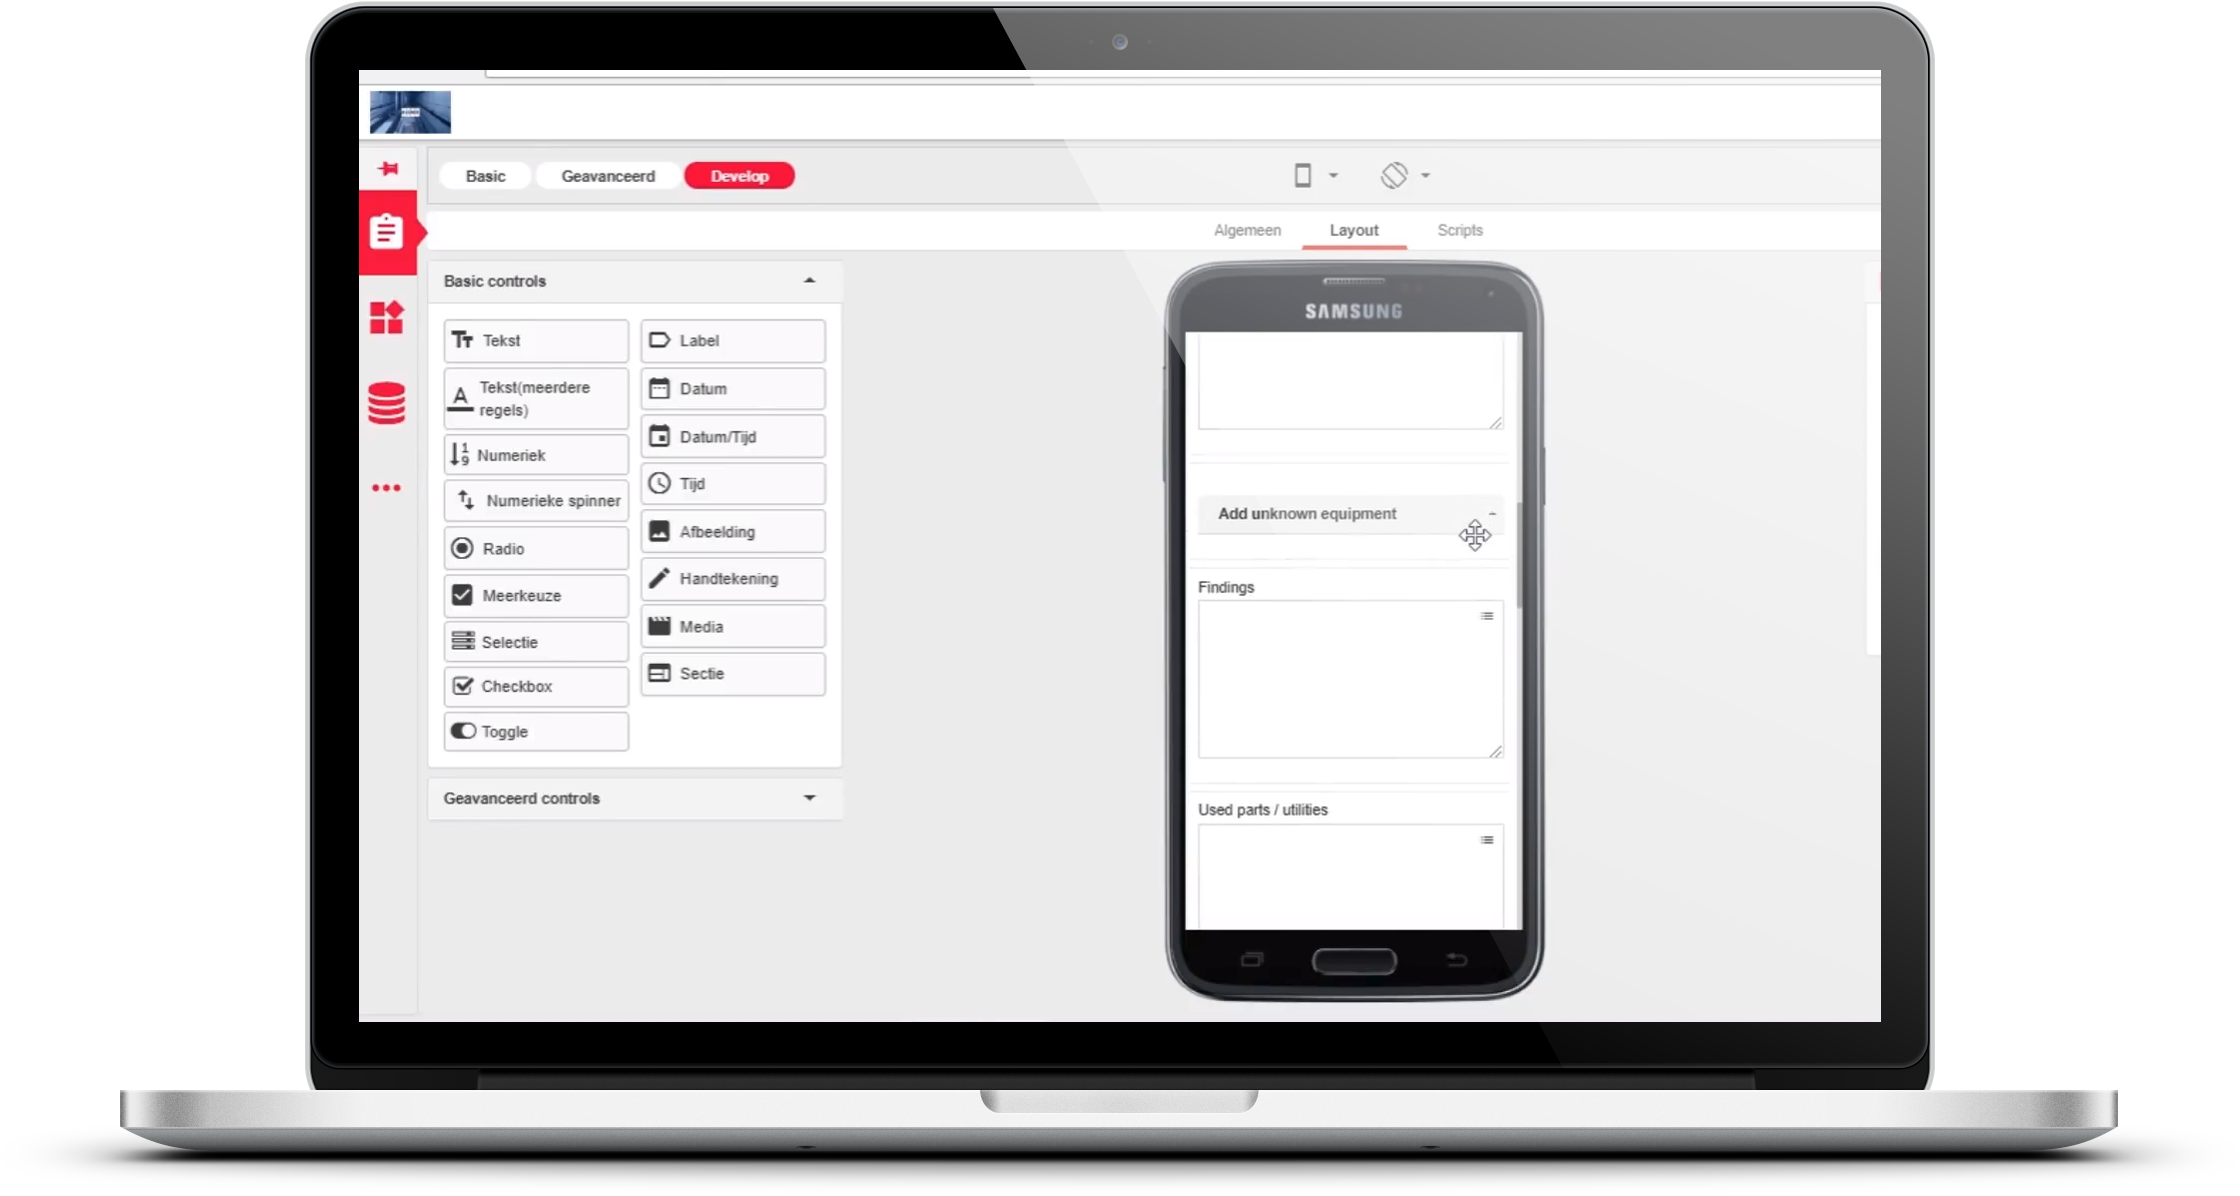 Basic
Geavanceerd
Develop
Algemeen
Layout
Scripts
Basic controls
Tekst
Tekst(meerdere
regels)
Numeriek
Numerieke spinner
Radio
Meerkeuze
Selectie
Checkbox
Toggle
Label
Datum
Datum/Tijd
Tijd
Afbeelding
Handtekening
Media
Sectie
Geavanceerd controls
SAMSUNG
Add unknown equipment
Findings
Used parts / utilities